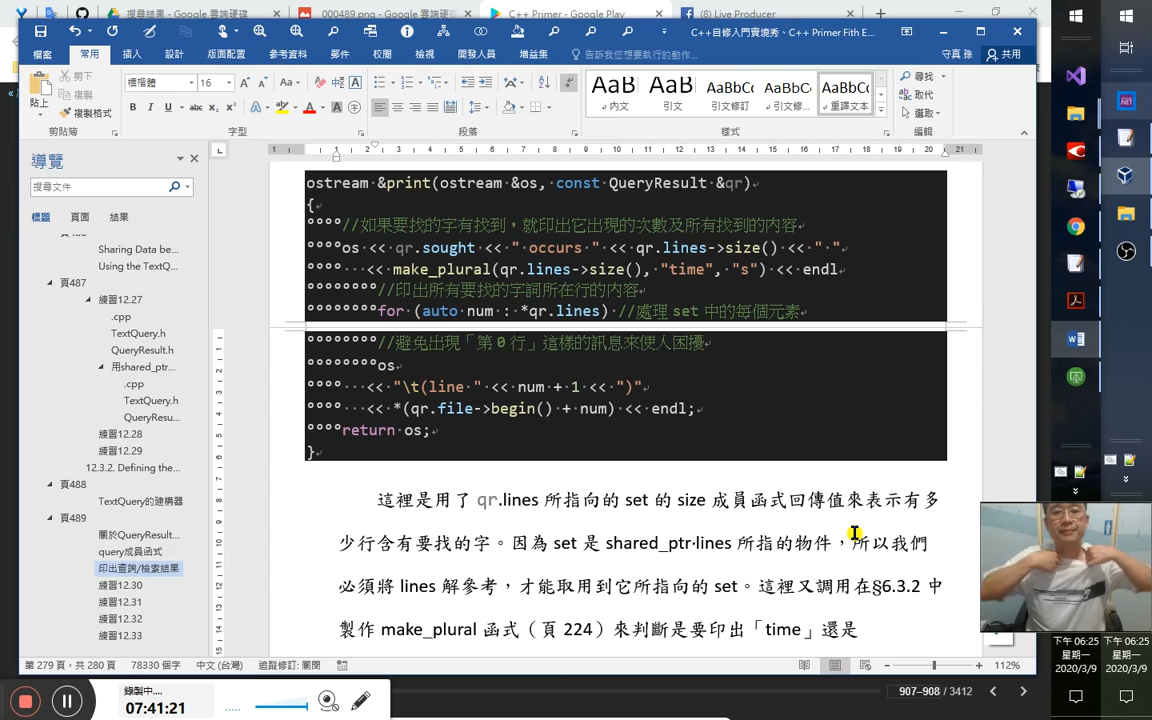 搜尋結果 - Google 雲端硬碟
000489.png - Google 雲端硬碟
C++ Primer - Google Play
(8) Live Producer
C++自修入門實境秀、C++ Primer Fith E...
檔案 常用 插入 設計 版面配置 參考資料 郵件 校閱 檢視 開發人員 增益集 告訴我您想要執行的動作... 守真 孫 共用
貼上
剪下
複製
複製格式
標楷體 16
AaB AaB AaBbCc AaBbCc AaBbCc
內文 引文 引文修訂 引文修... 重譯文本
尋找
取代
選取
剪貼簿 字型 段落 樣式 編輯
導覽
搜尋文件
標題 頁面 結果
Sharing Data be...
Using the TextQ...
頁487
練習12.27
.cpp
TextQuery.h
QueryResult.h
用shared_ptr...
.cpp
TextQuery.h
QueryResu...
練習12.28
練習12.29
12.3.2. Defining the...
頁488
TextQuery的建構器
頁489
關於QueryResult...
query成員函式
印出查詢/檢索結果
練習12.30
練習12.31
練習12.32
練習12.33
ostream &print(ostream &os, const QueryResult &qr)
{
//如果要找的字有找到，就印出它出現的次數及所有找到的內容
os << qr.sought << " occurs " << qr.lines->size() << " "
<< make_plural(qr.lines->size(), "time", "s") << endl
//印出所有要找的字詞所在行的內容
for (auto num : *qr.lines) //處理 set 中的每個元素
//避免出現「第 0 行」這樣的訊息來使人困擾
os
<< "\t(line " << num + 1 << ")"
<< *(qr.file->begin() + num) << endl;
return os;
}
這裡是用了 qr.lines 所指向的 set 的 size 成員函式回傳值來表示有多
少行含有要找的字。因為 set 是 shared_ptr·lines 所指的物件，所以我們
必須將 lines 解參考，才能取用到它所指向的 set。這裡又調用在§6.3.2 中
製作 make_plural 函式（頁 224）來判斷是要印出「time」還是
第 279 頁，共 280 頁 78330 個字 中文 (台灣) 追蹤修訂: 關閉 112%
錄製中....
07:41:21
907–908 / 3412
下午 06:25
星期一
2020/3/9
下午 06:25
星期一
2020/3/9